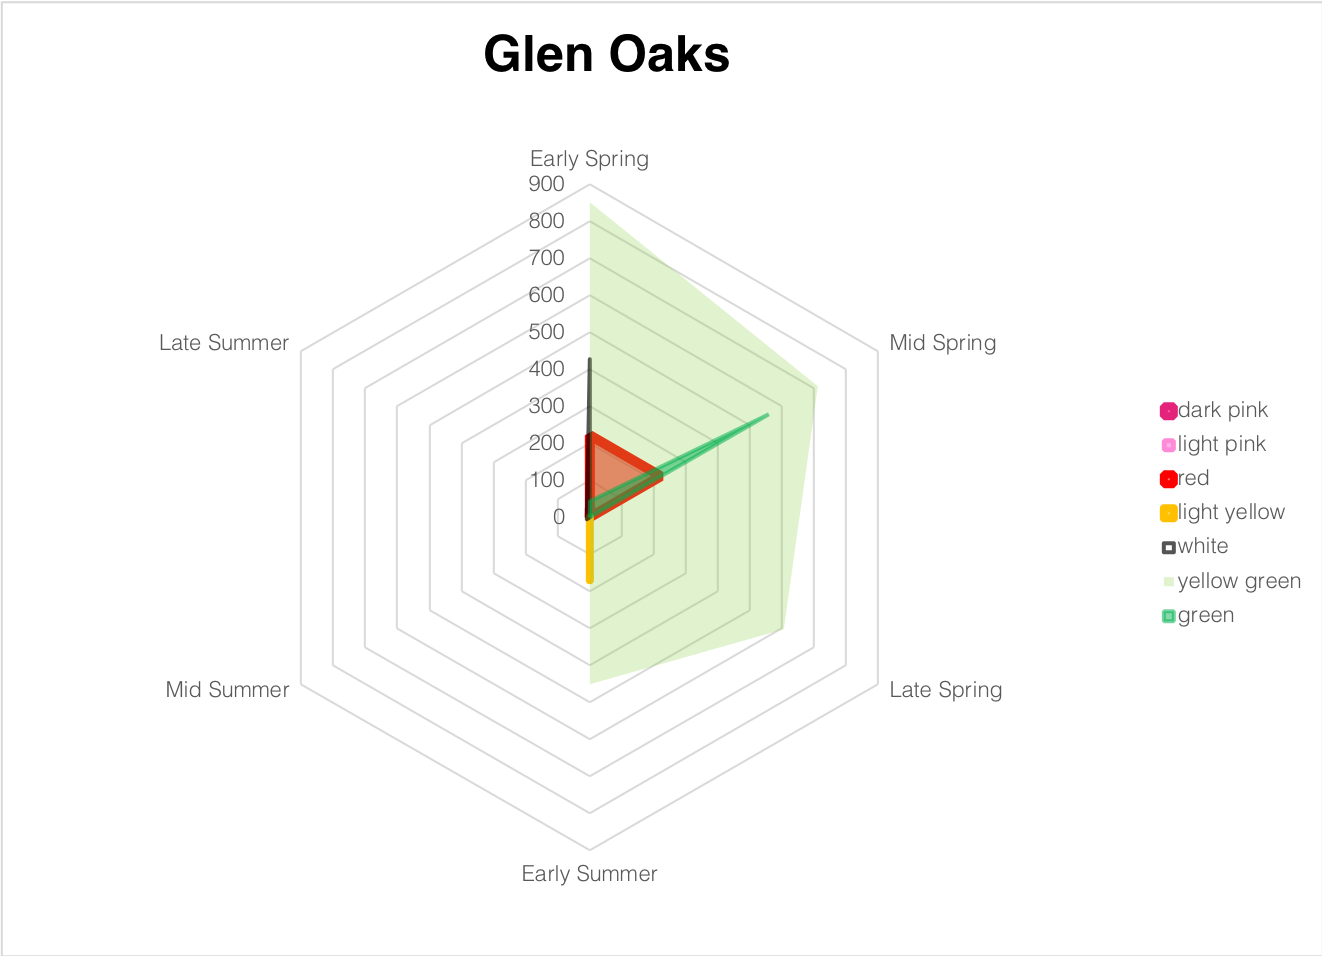 Glen Oaks
Early Spring
900
800
700
600
500
400
300
200
100
0
Late Summer
Mid Spring
Mid Summer
Late Spring
Early Summer
dark pink
light pink
red
light yellow
white
yellow green
green